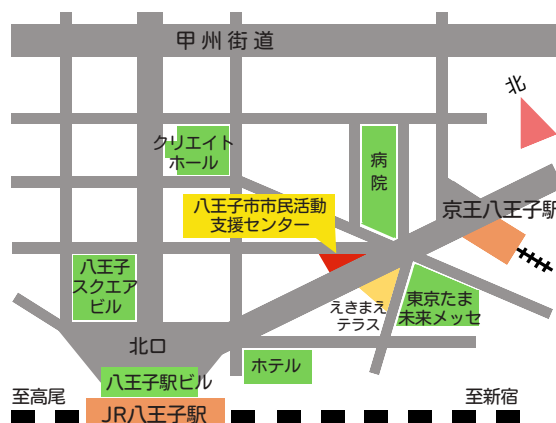 甲州街道
北
クリエイト
ホール
病
院
八王子市市民活動
支援センター
京王八王子駅
八王子
スクエア
ビル
えきまえ
テラス
東京たま
未来メッセ
北口
ホテル
八王子駅ビル
至高尾
至新宿
JR八王子駅